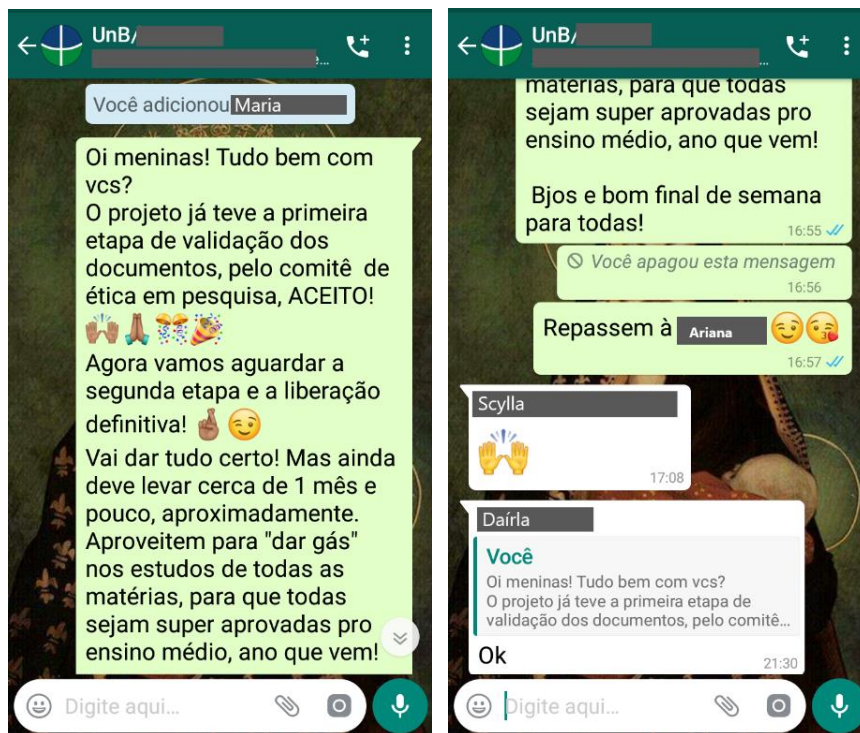 UnB/
Você adicionou Maria
Oi meninas! Tudo bem com
vcs?
O projeto já teve a primeira
etapa de validação dos
documentos, pelo comitê de
ética em pesquisa, ACEITO!
🙌🏽🙏🏽🎊🎉
Agora vamos aguardar a
segunda etapa e a liberação
definitiva! 🤞🏽😉
Vai dar tudo certo! Mas ainda
deve levar cerca de 1 mês e
pouco, aproximadamente.
Aproveitem para "dar gás"
nos estudos de todas as
matérias, para que todas
sejam super aprovadas pro
ensino médio, ano que vem!
Digite aqui...
UnB/
matérias, para que todas
sejam super aprovadas pro
ensino médio, ano que vem!
Bjos e bom final de semana
para todas!
16:55
Você apagou esta mensagem
16:56
Repassem à Ariana 😉😘
16:57
Scylla
🙌
17:08
Daírla
Você
Oi meninas! Tudo bem com vcs?
O projeto já teve a primeira etapa de
validação dos documentos, pelo comitê...
Ok
21:30
Digite aqui...